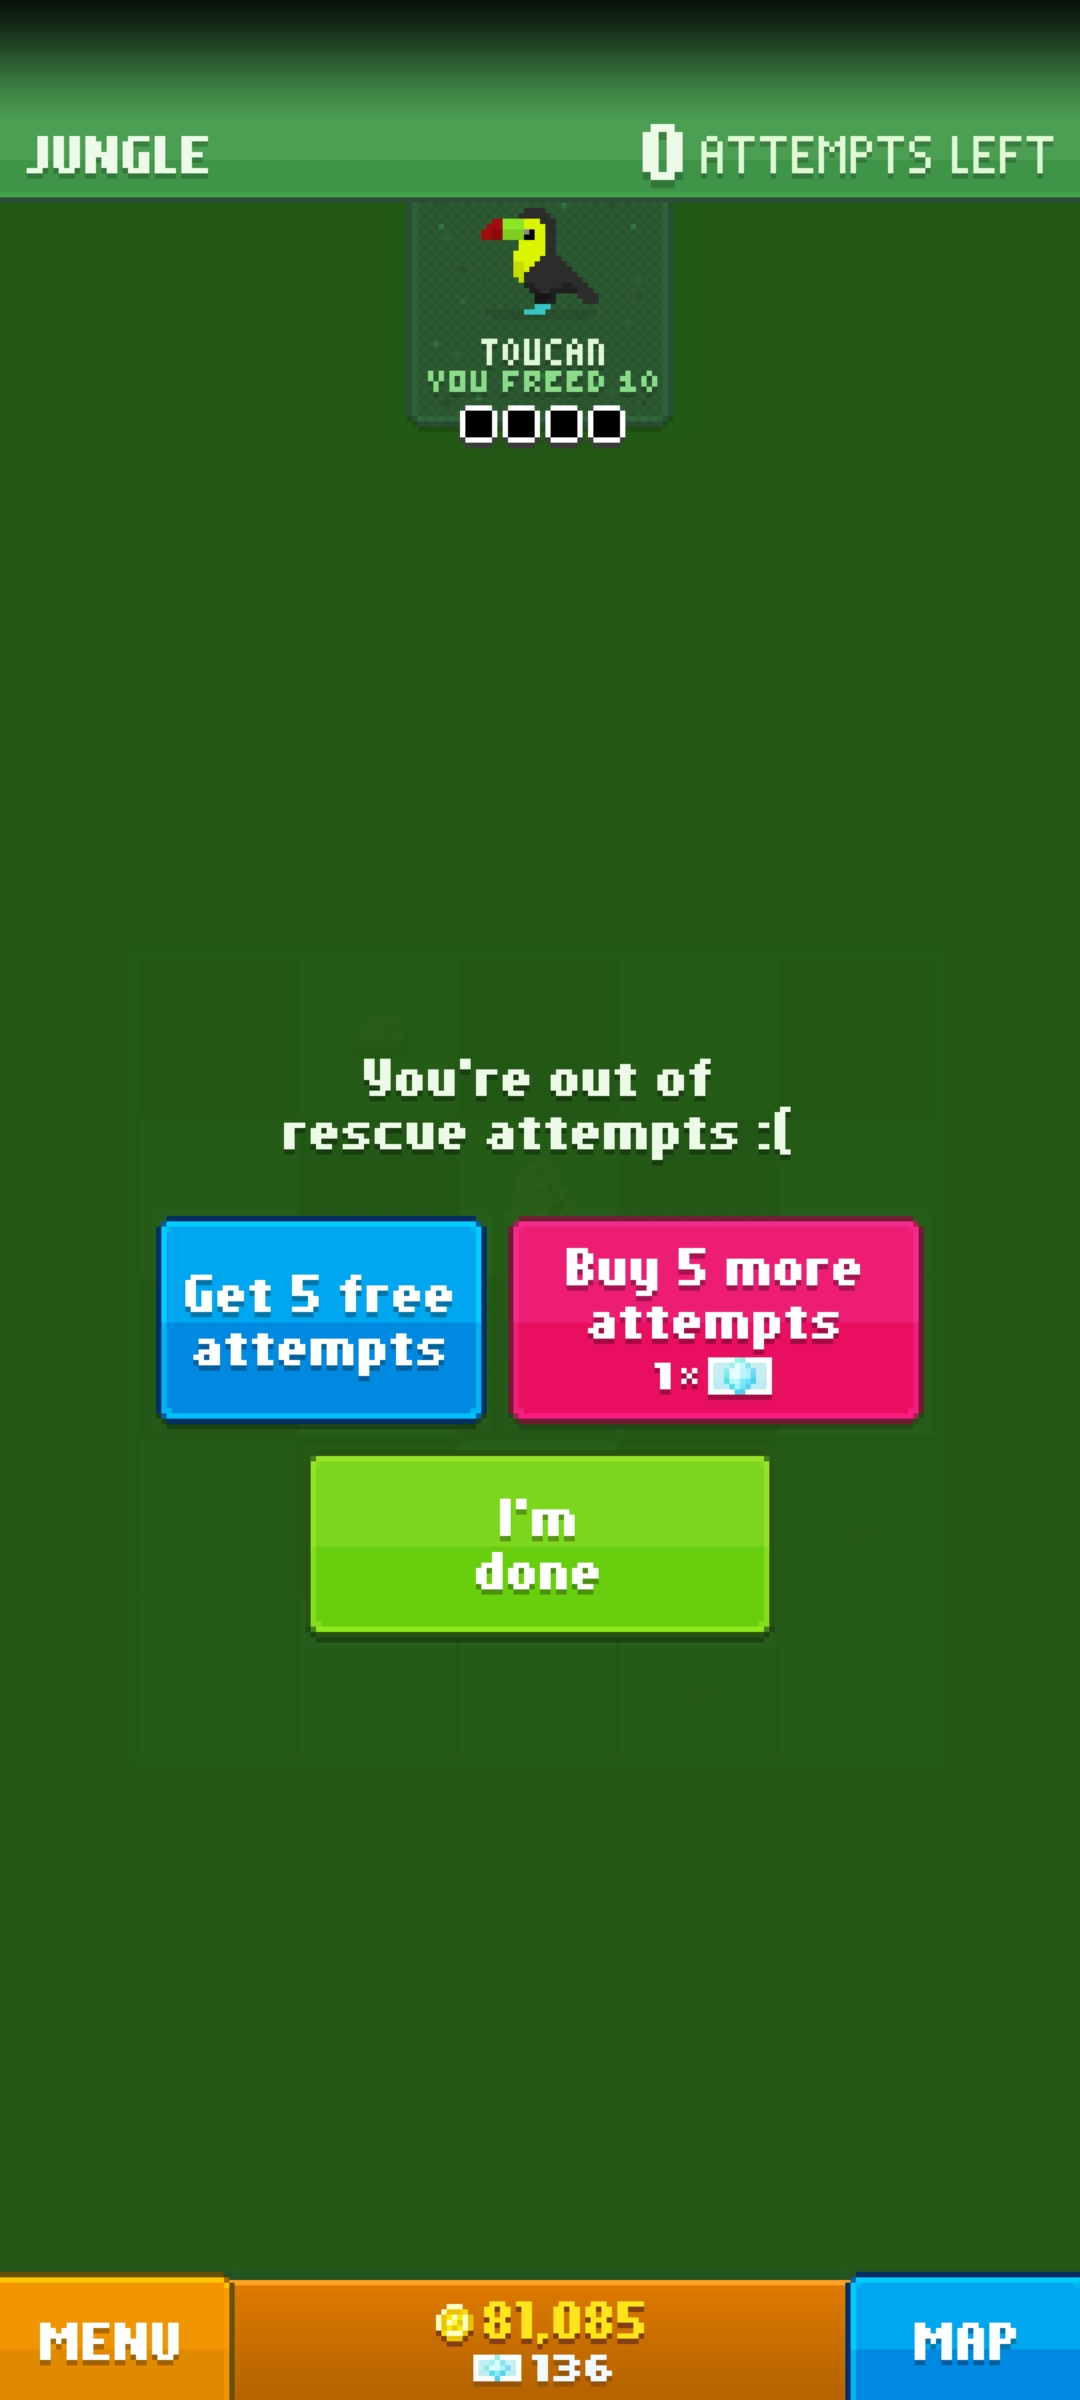 JUNGLE
0 ATTEMPTS LEFT
TOUCAN
YOU FREED 10
You're out of
rescue attempts :(
Get 5 free
attempts
Buy 5 more
attempts
1×
I'm
done
MENU
81,085
136
MAP